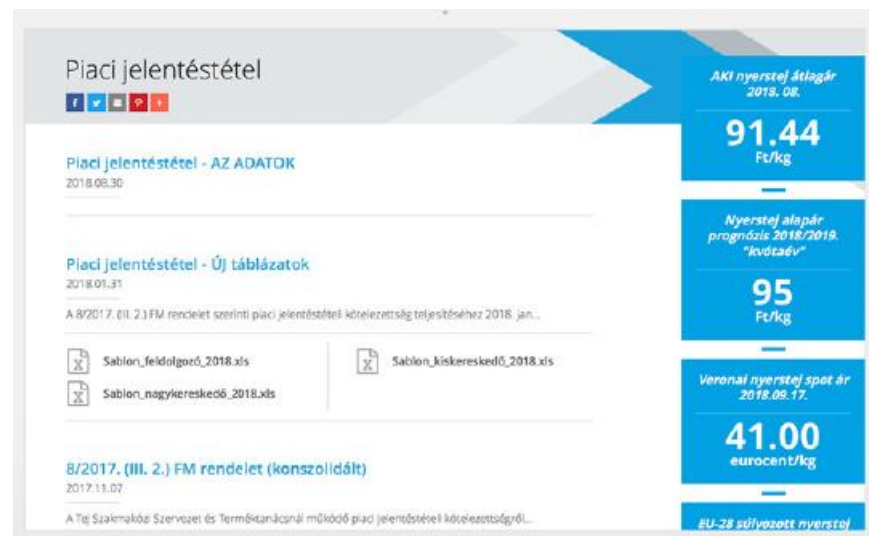 Piaci jelentéstétel
Piaci jelentéstétel - AZ ADATOK
2018.08.30
Piaci jelentéstétel - ÚJ táblázatok
2018.01.31
A 8/2017. (III. 2.) FM rendelet szerinti piaci jelentéstételi kötelezettség teljesítéséhez 2018. jan...
Sablon_feldolgozó_2018.xls
Sablon_kiskereskedő_2018.xls
Sablon_nagykereskedő_2018.xls
8/2017. (III. 2.) FM rendelet (konszolidált)
2017.11.07
A Tej Szakmaközi Szervezet és Terméktanácsnál működő piaci jelentéstételi kötelezettségről...
AKI nyerstej átlagár
2018. 08.
91.44
Ft/kg
Nyerstej alapár
prognózis 2018/2019.
"kvótaév"
95
Ft/kg
Veronai nyerstej spot ár
2018.09.17.
41.00
eurocent/kg
EU-28 súlyozott nyerstej